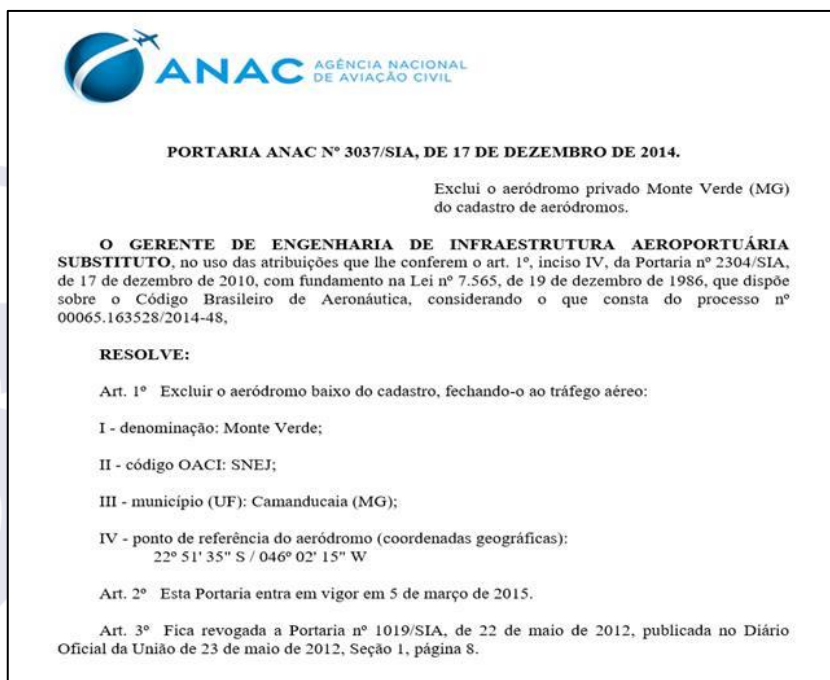 ANAC AGÊNCIA NACIONAL
DE AVIAÇÃO CIVIL
PORTARIA ANAC Nº 3037/SIA, DE 17 DE DEZEMBRO DE 2014.
Exclui o aeródromo privado Monte Verde (MG)
do cadastro de aeródromos.
O GERENTE DE ENGENHARIA DE INFRAESTRUTURA AEROPORTUÁRIA
SUBSTITUTO, no uso das atribuições que lhe conferem o art. 1º, inciso IV, da Portaria nº 2304/SIA,
de 17 de dezembro de 2010, com fundamento na Lei nº 7.565, de 19 de dezembro de 1986, que dispõe
sobre o Código Brasileiro de Aeronáutica, considerando o que consta do processo nº
00065.163528/2014-48,
RESOLVE:
Art. 1º Excluir o aeródromo baixo do cadastro, fechando-o ao tráfego aéreo:
I - denominação: Monte Verde;
II - código OACI: SNEJ;
III - município (UF): Camanducaia (MG);
IV - ponto de referência do aeródromo (coordenadas geográficas):
22º 51' 35" S / 046º 02' 15" W
Art. 2º Esta Portaria entra em vigor em 5 de março de 2015.
Art. 3º Fica revogada a Portaria nº 1019/SIA, de 22 de maio de 2012, publicada no Diário
Oficial da União de 23 de maio de 2012, Seção 1, página 8.